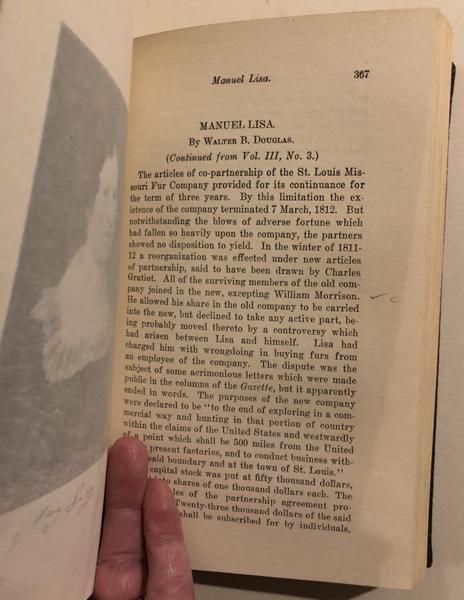 Manuel Lisa. 367
MANUEL LISA.
By WALTER B. DOUGLAS.
(Continued from Vol. III, No. 3.)
The articles of co-partnership of the St. Louis Mis-
souri Fur Company provided for its continuance for
the term of three years. By this limitation the ex-
istence of the company terminated 7 March, 1812. But
notwithstanding the blows of adverse fortune which
had fallen so heavily upon the company, the partners
showed no disposition to yield. In the winter of 1811-
12 a reorganization was effected under new articles
of partnership, said to have been drawn by Charles
Gratiot. All of the surviving members of the old com-
pany joined in the new, excepting William Morrison.
He allowed his share in the old company to be carried
into the new, but declined to take any active part, be-
ing probably moved thereto by a controversy which
had arisen between Lisa and himself. Lisa had
charged him with wrongdoing in buying furs from
an employee of the company. The dispute was the
subject of some acrimonious letters which were made
public in the columns of the Gazette, but it apparently
ended in words. The purposes of the new company
were declared to be "to the end of exploring in a com-
mercial way and hunting in that portion of country
within the claims of the United States and westwardly
of a point which shall be 500 miles from the United
present factories, and to conduct business with-
said boundary and at the town of St. Louis."
capital stock was put at fifty thousand dollars,
into shares of one thousand dollars each. The
of the partnership agreement pro-
Twenty-three thousand dollars of the said
shall be subscribed for by individuals,